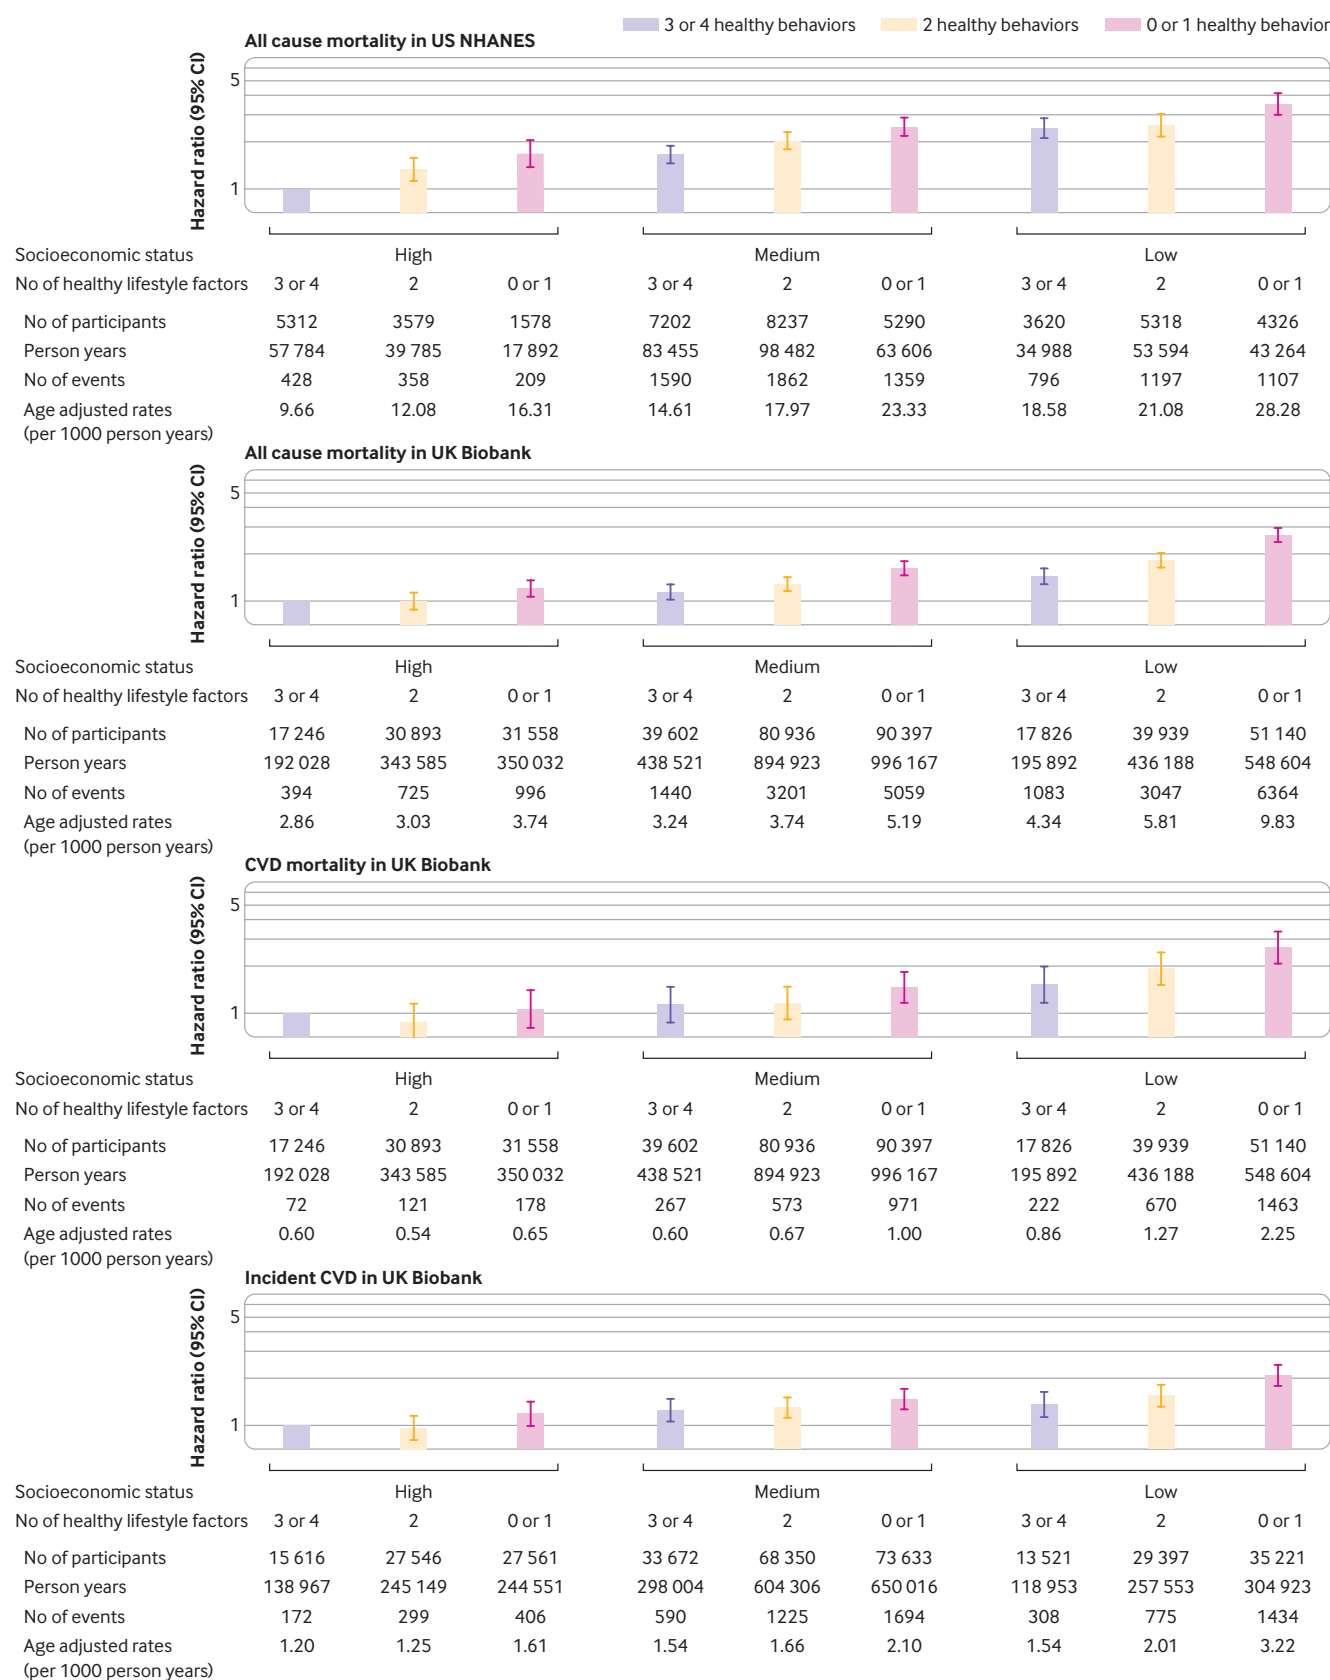 3 or 4 healthy behaviors 2 healthy behaviors 0 or 1 healthy behavior
All cause mortality in US NHANES
Hazard ratio (95% CI)
5
1
Socioeconomic status High Medium Low
No of healthy lifestyle factors 3 or 4 2 0 or 1 3 or 4 2 0 or 1 3 or 4 2 0 or 1
No of participants 5312 3579 1578 7202 8237 5290 3620 5318 4326
Person years 57 784 39 785 17 892 83 455 98 482 63 606 34 988 53 594 43 264
No of events 428 358 209 1590 1862 1359 796 1197 1107
Age adjusted rates 9.66 12.08 16.31 14.61 17.97 23.33 18.58 21.08 28.28
(per 1000 person years)
All cause mortality in UK Biobank
Hazard ratio (95% CI)
5
1
Socioeconomic status High Medium Low
No of healthy lifestyle factors 3 or 4 2 0 or 1 3 or 4 2 0 or 1 3 or 4 2 0 or 1
No of participants 17 246 30 893 31 558 39 602 80 936 90 397 17 826 39 939 51 140
Person years 192 028 343 585 350 032 438 521 894 923 996 167 195 892 436 188 548 604
No of events 394 725 996 1440 3201 5059 1083 3047 6364
Age adjusted rates 2.86 3.03 3.74 3.24 3.74 5.19 4.34 5.81 9.83
(per 1000 person years)
CVD mortality in UK Biobank
Hazard ratio (95% CI)
5
1
Socioeconomic status High Medium Low
No of healthy lifestyle factors 3 or 4 2 0 or 1 3 or 4 2 0 or 1 3 or 4 2 0 or 1
No of participants 17 246 30 893 31 558 39 602 80 936 90 397 17 826 39 939 51 140
Person years 192 028 343 585 350 032 438 521 894 923 996 167 195 892 436 188 548 604
No of events 72 121 178 267 573 971 222 670 1463
Age adjusted rates 0.60 0.54 0.65 0.60 0.67 1.00 0.86 1.27 2.25
(per 1000 person years)
Incident CVD in UK Biobank
Hazard ratio (95% CI)
5
1
Socioeconomic status High Medium Low
No of healthy lifestyle factors 3 or 4 2 0 or 1 3 or 4 2 0 or 1 3 or 4 2 0 or 1
No of participants 15 616 27 546 27 561 33 672 68 350 73 633 13 521 29 397 35 221
Person years 138 967 245 149 244 551 298 004 604 306 650 016 118 953 257 553 304 923
No of events 172 299 406 590 1225 1694 308 775 1434
Age adjusted rates 1.20 1.25 1.61 1.54 1.66 2.10 1.54 2.01 3.22
(per 1000 person years)